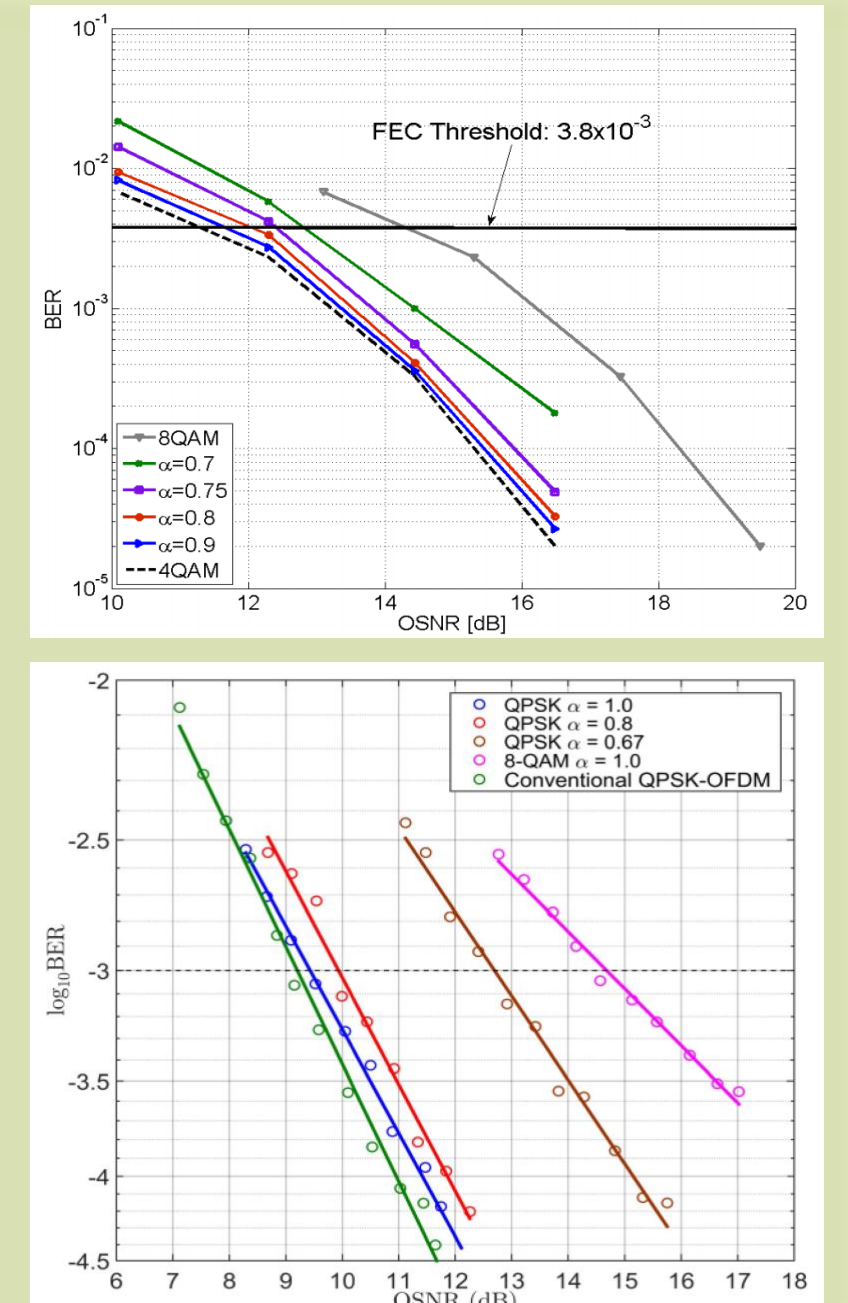 10-1
FEC Threshold: 3.8x10-3
10-2
10-3
BER
8QAM
α=0.7
10-4
α=0.75
α=0.8
α=0.9
4QAM
10-5
10 12 14 16 18 20
OSNR [dB]
-2
QPSK α = 1.0
QPSK α = 0.8
QPSK α = 0.67
8-QAM α = 1.0
Conventional QPSK-OFDM
-2.5
log10BER
-3
-3.5
-4
-4.5
6 7 8 9 10 11 12 13 14 15 16 17 18
OSNR (dB)